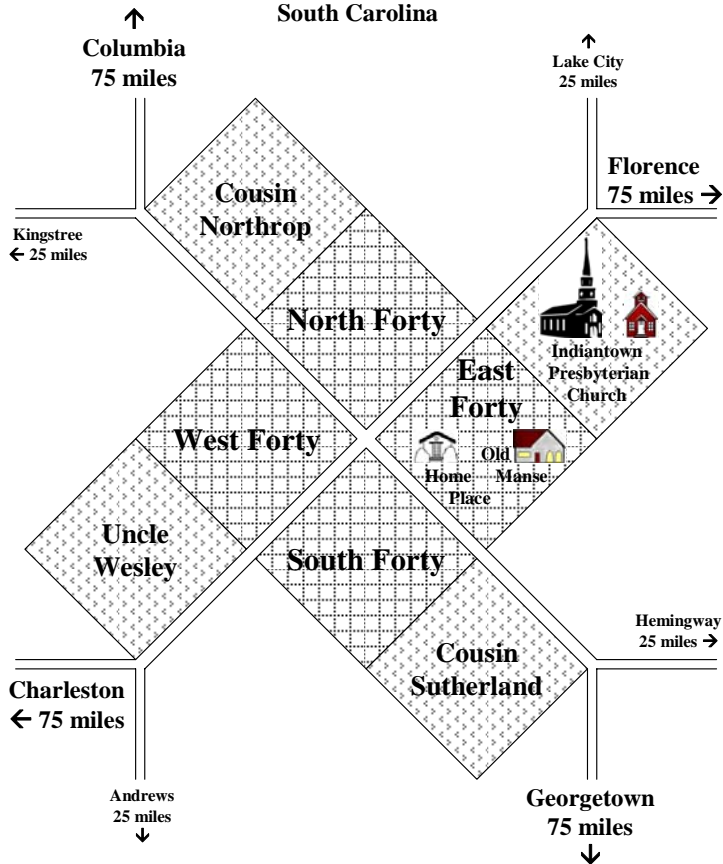 South Carolina
↑
Columbia
75 miles
↑
Lake City
25 miles
Florence
75 miles →
Kingstree
← 25 miles
Cousin
Northrop
North Forty
Indiantown
Presbyterian
Church
East
Forty
West Forty
Old
Home Manse
Place
Uncle
Wesley
South Forty
Hemingway
25 miles →
Cousin
Sutherland
Charleston
← 75 miles
Andrews
25 miles
↓
Georgetown
75 miles
↓